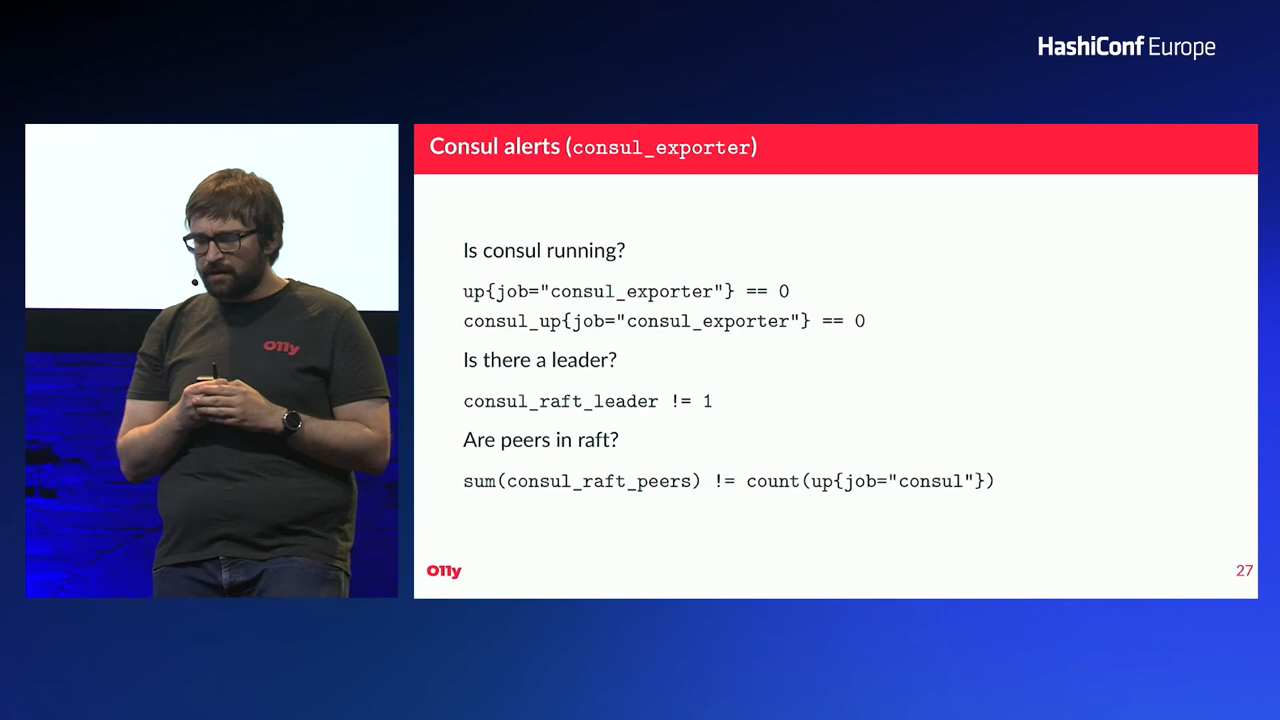 HashiConf Europe
Consul alerts (consul_exporter)
Is consul running?
up{job="consul_exporter"} == 0
consul_up{job="consul_exporter"} == 0
Is there a leader?
consul_raft_leader != 1
Are peers in raft?
sum(consul_raft_peers) != count(up{job="consul"})
O11y
O11y
27